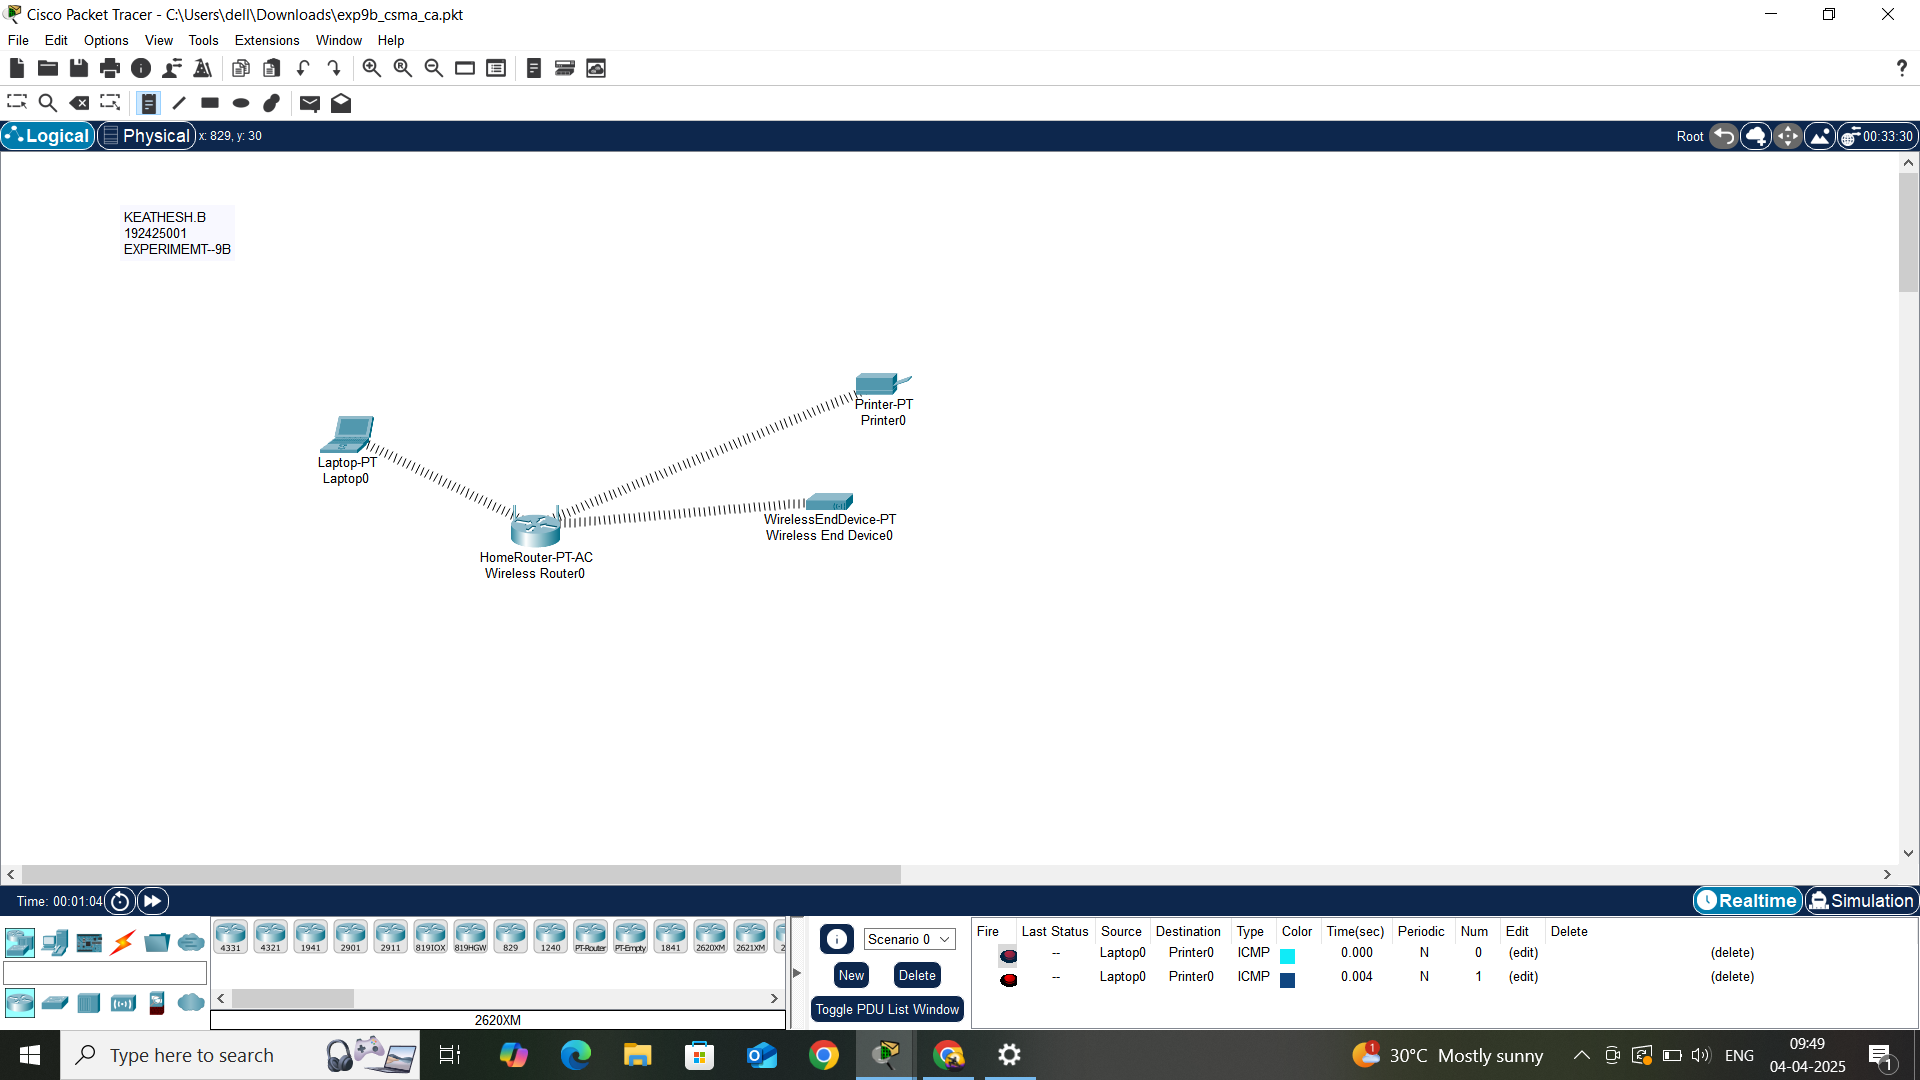 Cisco Packet Tracer - C:\Users\dell\Downloads\exp9b_csma_ca.pkt
File Edit Options View Tools Extensions Window Help
?
Logical Physical x: 829, y: 30 Root 00:33:30
KEATHESH.B
192425001
EXPERIMEMT--9B
Printer-PT
Printer0
Laptop-PT
Laptop0
WirelessEndDevice-PT
Wireless End Device0
HomeRouter-PT-AC
Wireless Router0
Time: 00:01:04 Realtime Simulation
4331 4321 1941 2901 2911 819IOX 819HGW 829 1240 PT-Router PT-Empty 1841 2620XM 2621XM 2
2620XM
Scenario 0
New Delete
Toggle PDU List Window
Fire Last Status Source Destination Type Color Time(sec) Periodic Num Edit Delete
-- Laptop0 Printer0 ICMP 0.000 N 0 (edit) (delete)
-- Laptop0 Printer0 ICMP 0.004 N 1 (edit) (delete)
Type here to search
1 30°C Mostly sunny ENG 09:49
04-04-2025
1